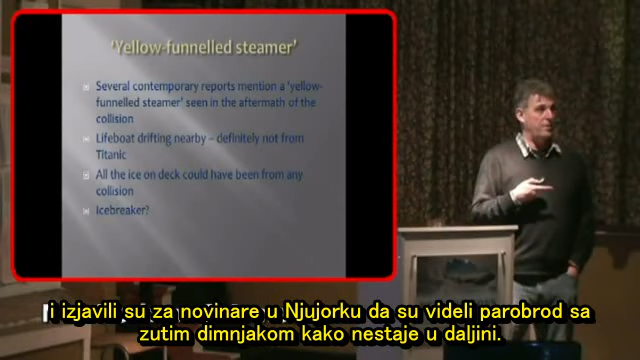 'Yellow-funnelled steamer'
Several contemporary reports mention a 'yellow-
funnelled steamer' seen in the aftermath of the
collision
Lifeboat drifting nearby – definitely not from
Titanic
All the ice on deck could have been from any
collision
Icebreaker?
i izjavili su za novinare u Njujorku da su videli parobrod sa
zutim dimnjakom kako nestaje u daljini.